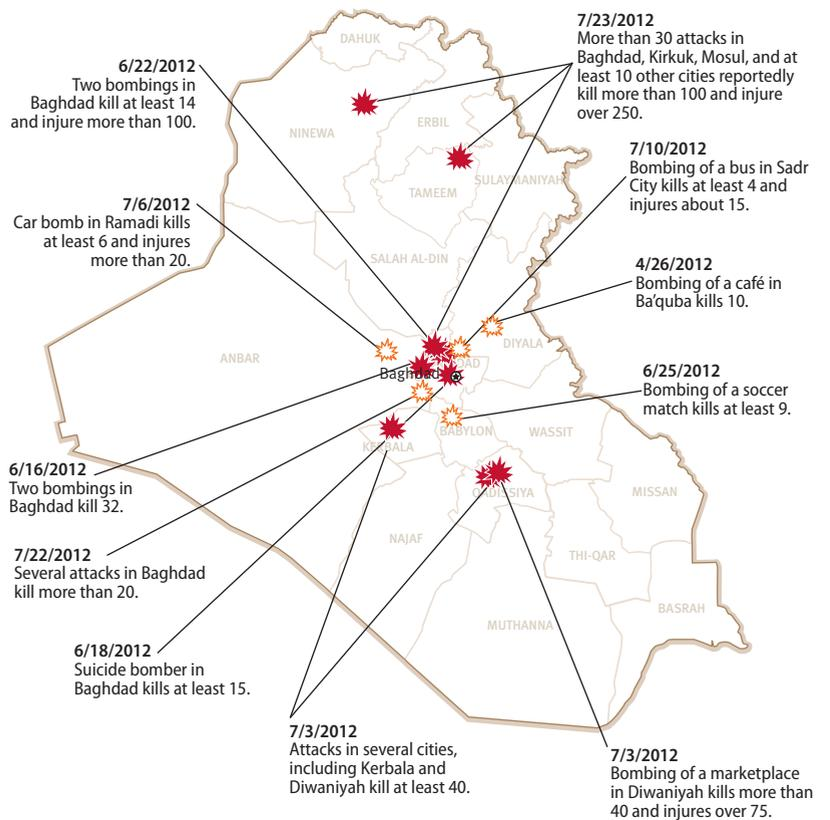 7/23/2012
More than 30 attacks in
Baghdad, Kirkuk, Mosul, and at
least 10 other cities reportedly
kill more than 100 and injure
over 250.
6/22/2012
Two bombings in
Baghdad kill at least 14
and injure more than 100.
7/10/2012
Bombing of a bus in Sadr
City kills at least 4 and
injures about 15.
7/6/2012
Car bomb in Ramadi kills
at least 6 and injures
more than 20.
4/26/2012
Bombing of a café in
Ba'quba kills 10.
6/25/2012
Bombing of a soccer
match kills at least 9.
6/16/2012
Two bombings in
Baghdad kill 32.
7/22/2012
Several attacks in Baghdad
kill more than 20.
6/18/2012
Suicide bomber in
Baghdad kills at least 15.
7/3/2012
Attacks in several cities,
including Kerbala and
Diwaniyah kill at least 40.
7/3/2012
Bombing of a marketplace
in Diwaniyah kills more than
40 and injures over 75.
DAHUK
NINEWA
ERBIL
TAMEEM
SULAYMANIYAH
SALAH AL-DIN
ANBAR
DIYALA
Baghdad
KERBALA
BABYLON
WASSIT
QADISSIYA
MISSAN
NAJAF
THI-QAR
MUTHANNA
BASRAH